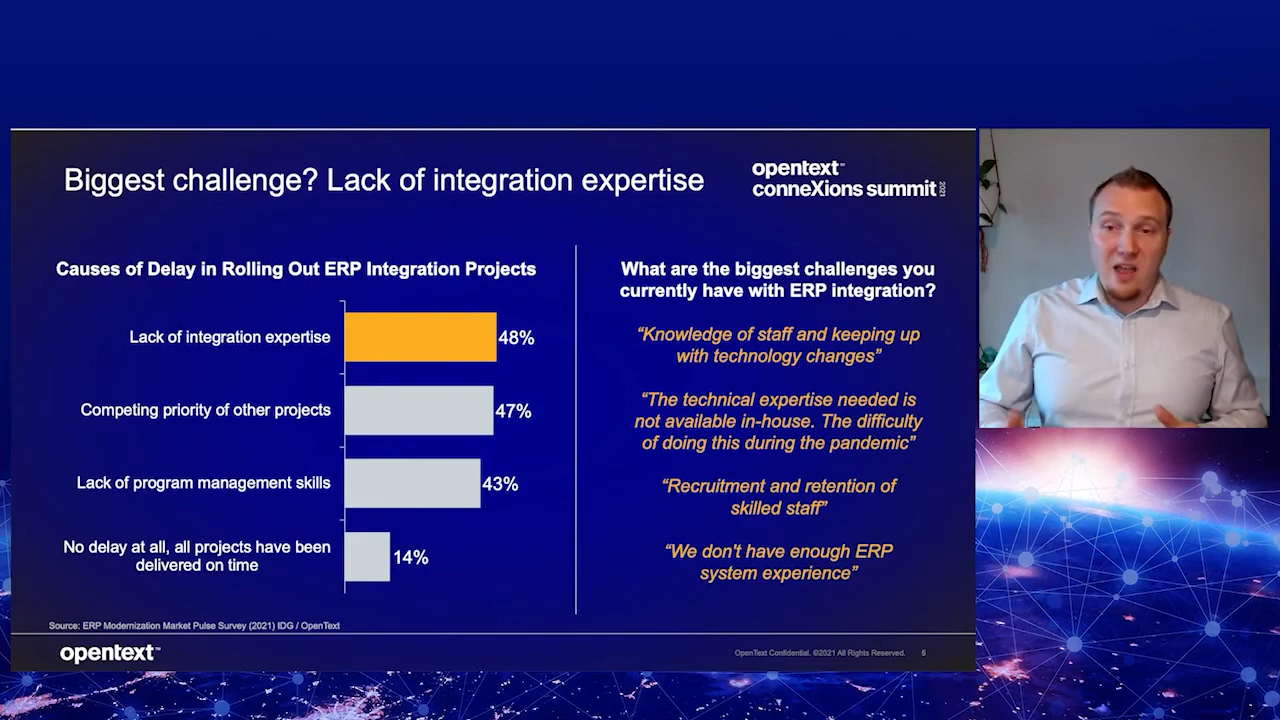 Biggest challenge? Lack of integration expertise
opentext™
conneXions summit 2021
Causes of Delay in Rolling Out ERP Integration Projects
Lack of integration expertise
48%
Competing priority of other projects
47%
Lack of program management skills
43%
No delay at all, all projects have been
delivered on time
14%
What are the biggest challenges you
currently have with ERP integration?
“Knowledge of staff and keeping up
with technology changes”
“The technical expertise needed is
not available in-house. The difficulty
of doing this during the pandemic”
“Recruitment and retention of
skilled staff”
“We don't have enough ERP
system experience”
Source: ERP Modernization Market Pulse Survey (2021) IDG / OpenText
opentext™
OpenText Confidential. ©2021 All Rights Reserved. 5